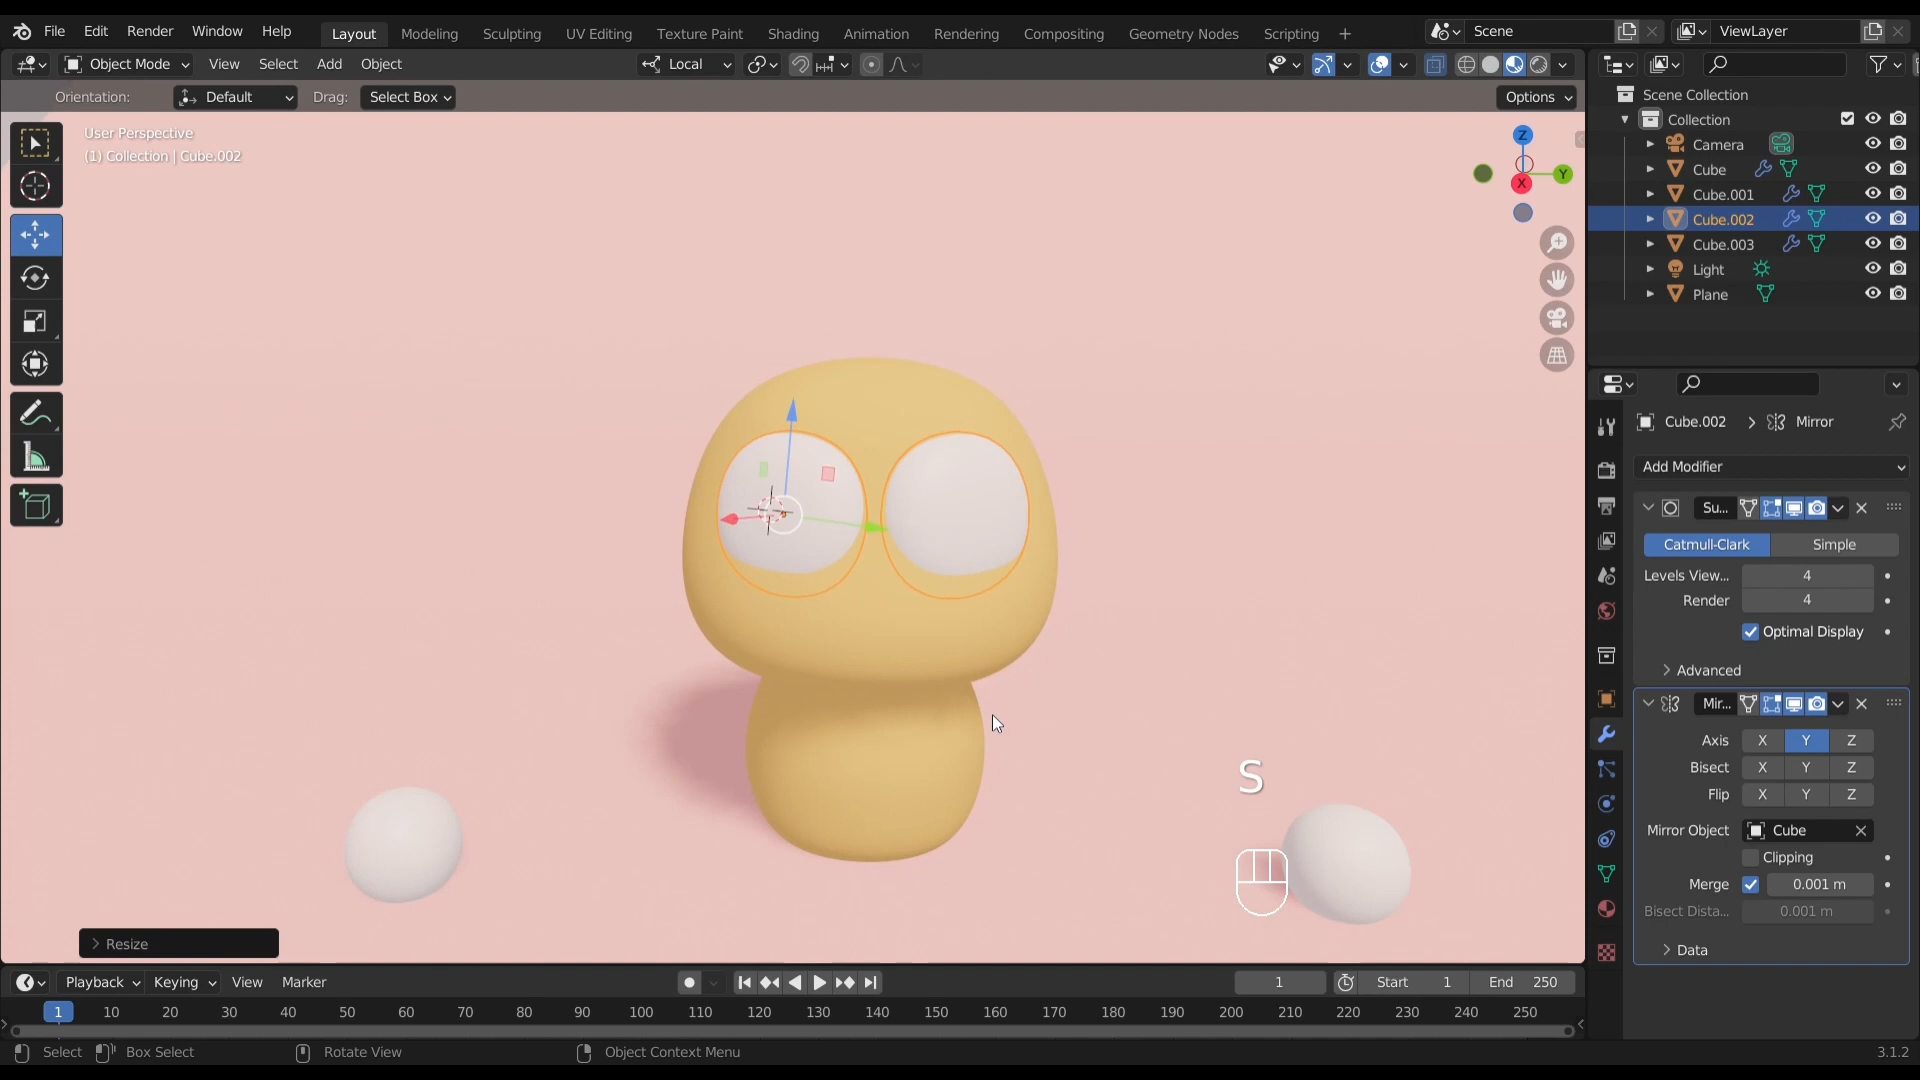 File Edit Render Window Help Layout Modeling Sculpting UV Editing Texture Paint Shading Animation Rendering Compositing Geometry Nodes Scripting + Scene ViewLayer
Object Mode View Select Add Object Local
Orientation: Default Drag: Select Box Options
User Perspective
(1) Collection | Cube.002
Z
Y
X
Scene Collection
Collection
Camera
Cube
Cube.001
Cube.002
Cube.003
Light
Plane
Cube.002 > Mirror
Add Modifier
Su...
Catmull-Clark Simple
Levels View... 4
Render 4
Optimal Display
Advanced
Mir...
Axis X Y Z
Bisect X Y Z
Flip X Y Z
Mirror Object Cube
Clipping
Merge 0.001 m
Bisect Dista... 0.001 m
Data
S
Resize
Playback Keying View Marker 1 Start 1 End 250
1 10 20 30 40 50 60 70 80 90 100 110 120 130 140 150 160 170 180 190 200 210 220 230 240 250
Select Box Select Rotate View Object Context Menu 3.1.2